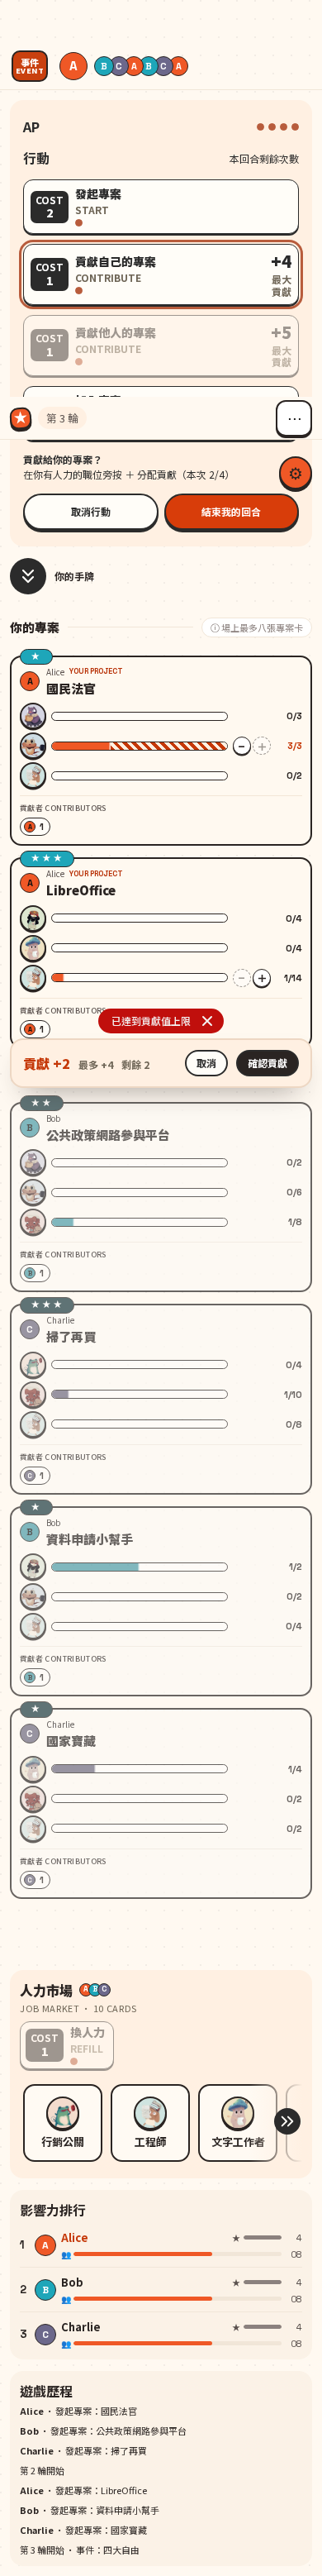 事件
EVENT
A
B C A B C A
AP
行動
本回合剩餘次數
COST
2
發起專案
START
COST
1
貢獻自己的專案
CONTRIBUTE
+4
最大
貢獻
COST
1
貢獻他人的專案
CONTRIBUTE
+5
最大
貢獻
第 3 輪
貢獻給你的專案？
在你有人力的職位旁按 ＋ 分配貢獻（本次 2/4）
取消行動
結束我的回合
你的手牌
你的專案
場上最多八張專案卡
A
Alice YOUR PROJECT
國民法官
0/3
3/3
0/2
貢獻者 CONTRIBUTORS
A 1
A
Alice YOUR PROJECT
LibreOffice
0/4
0/4
1/14
貢獻者 CONTRIBUTORS
A 1
已達到貢獻值上限
貢獻 +2 最多 +4 剩餘 2
取消
確認貢獻
B
Bob
公共政策網路參與平台
0/2
0/6
1/8
貢獻者 CONTRIBUTORS
B 1
C
Charlie
掃了再買
0/4
1/10
0/8
貢獻者 CONTRIBUTORS
C 1
B
Bob
資料申請小幫手
1/2
0/2
0/4
貢獻者 CONTRIBUTORS
B 1
C
Charlie
國家寶藏
1/4
0/2
0/2
貢獻者 CONTRIBUTORS
C 1
人力市場 A B C
JOB MARKET · 10 CARDS
COST
1
換人力
REFILL
行銷公關
工程師
文字工作者
影響力排行
1 A Alice
★ 4
08
2 B Bob
★ 4
08
3 C Charlie
★ 4
08
遊戲歷程
Alice · 發起專案：國民法官
Bob · 發起專案：公共政策網路參與平台
Charlie · 發起專案：掃了再買
第 2 輪開始
Alice · 發起專案：LibreOffice
Bob · 發起專案：資料申請小幫手
Charlie · 發起專案：國家寶藏
第 3 輪開始 · 事件：四大自由